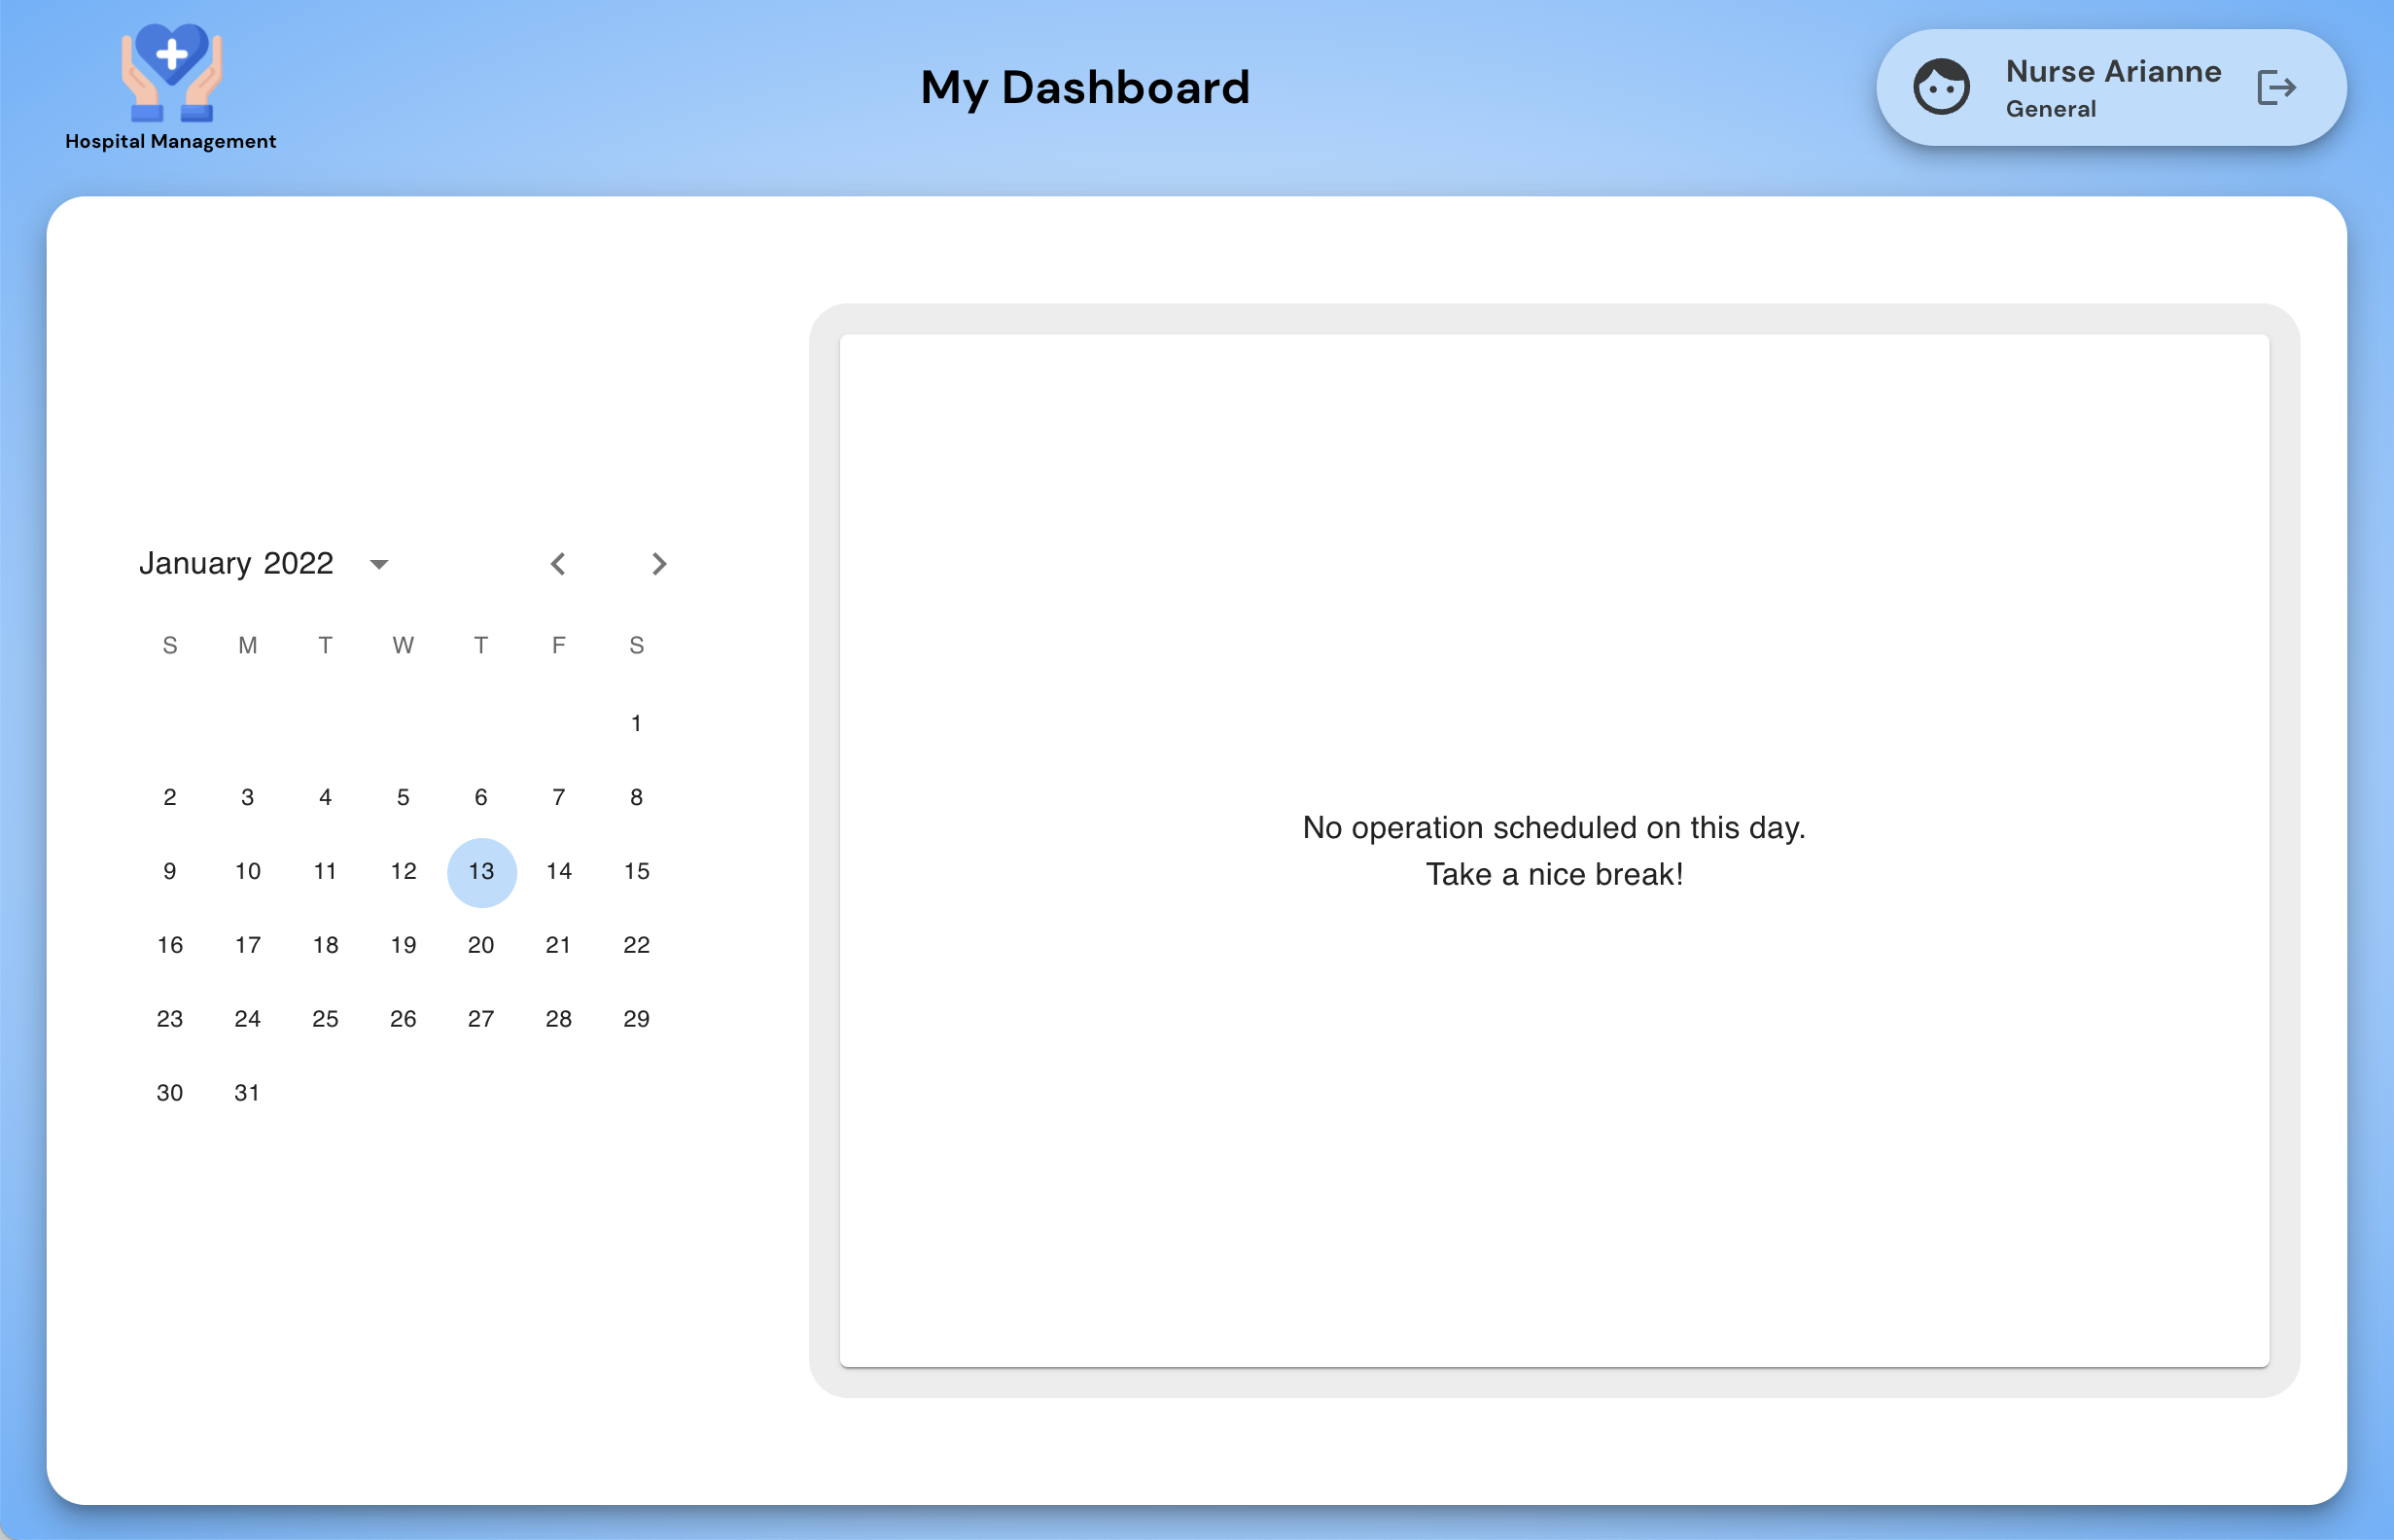 Hospital Management
My Dashboard
Nurse Arianne
General
January 2022
S M T W T F S
1
2 3 4 5 6 7 8
9 10 11 12 13 14 15
16 17 18 19 20 21 22
23 24 25 26 27 28 29
30 31
No operation scheduled on this day.
Take a nice break!